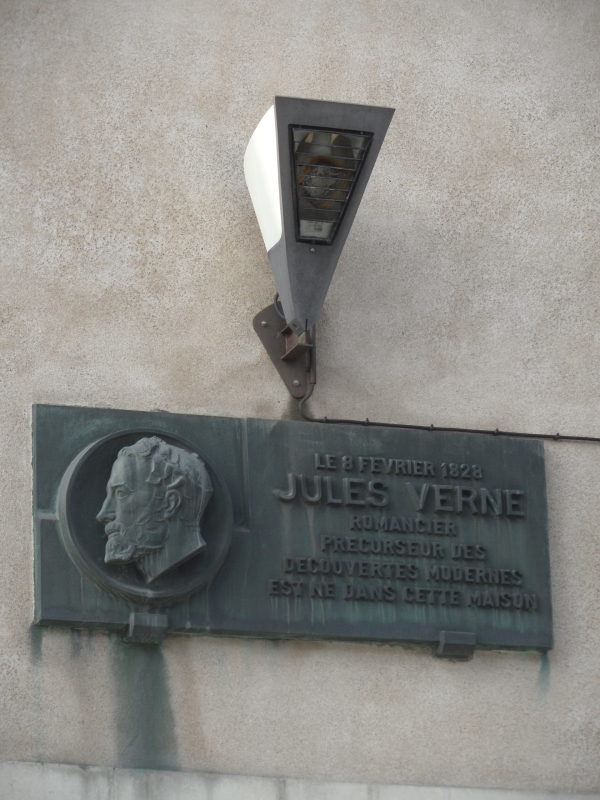 LE 8 FEVRIER 1828
JULES VERNE
ROMANCIER
PRECURSEUR DES
DECOUVERTES MODERNES
EST NE DANS CETTE MAISON